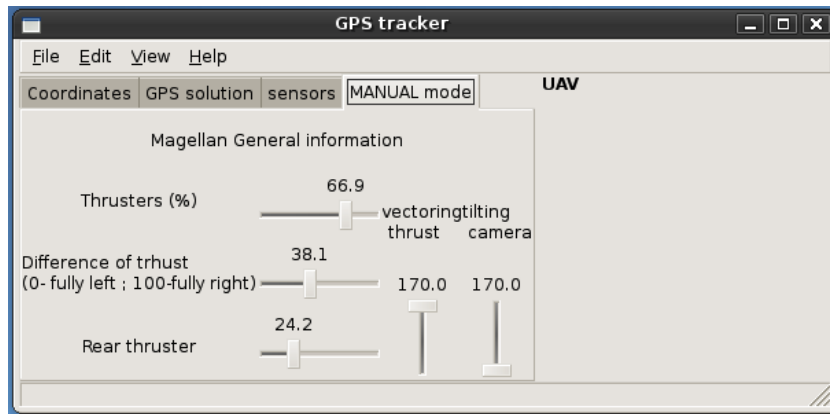 GPS tracker
File Edit View Help
Coordinates GPS solution sensors MANUAL mode
UAV
Magellan General information
66.9
Thrusters (%)
vectoring tilting
thrust camera
38.1
Difference of trhust
(0- fully left ; 100-fully right)
170.0 170.0
24.2
Rear thruster